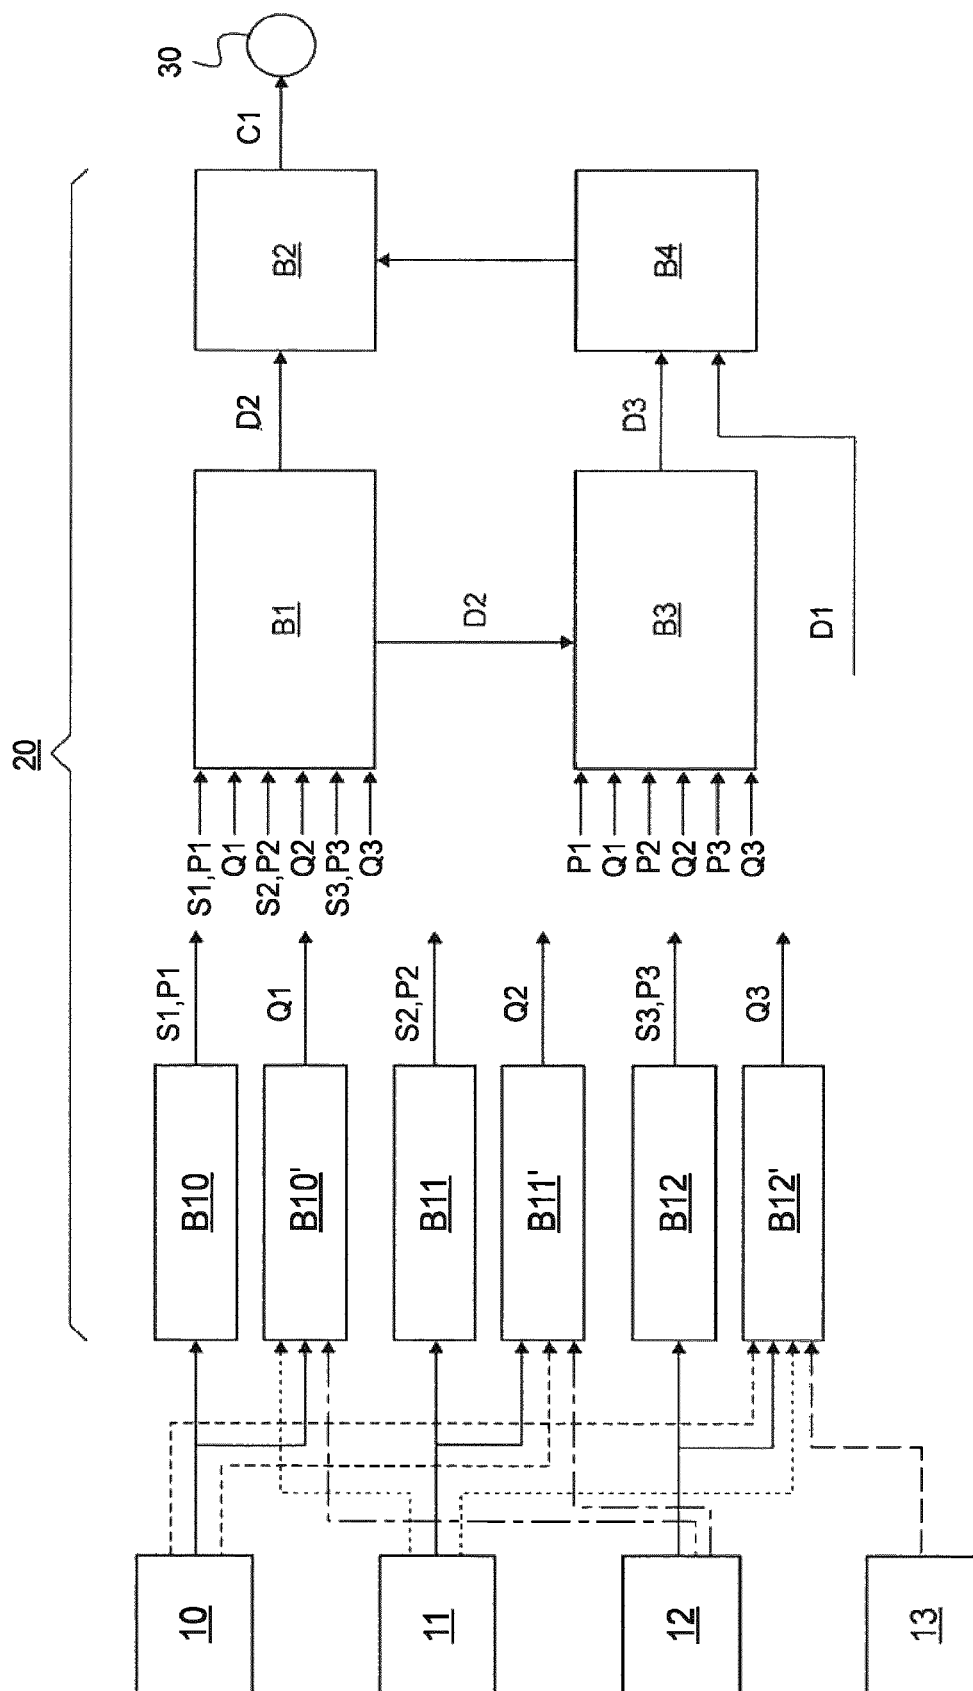 20
10
11
12
13
B10
B10'
B11
B11'
B12
B12'
S1,P1
Q1
S2,P2
Q2
S3,P3
Q3
S1,P1
Q1
S2,P2
Q2
S3,P3
Q3
P1
Q1
P2
Q2
P3
Q3
B1
D2
B3
D2
D3
D1
B2
B4
C1
30